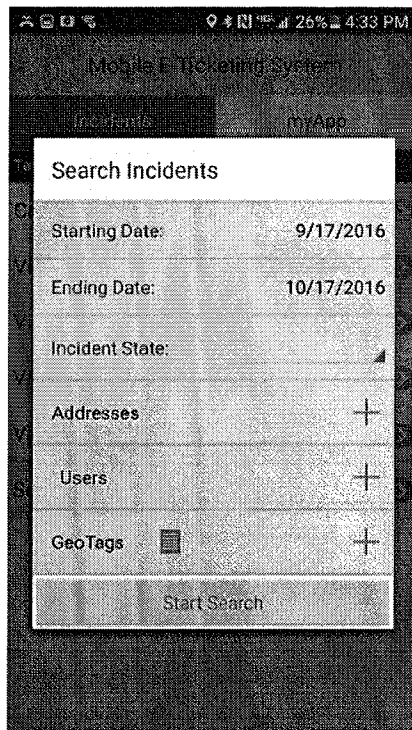 26% 4:33 PM
Mobile E-Ticketing System
Incidents myApp
Search Incidents
Starting Date: 9/17/2016
Ending Date: 10/17/2016
Incident State:
Addresses +
Users +
GeoTags +
Start Search